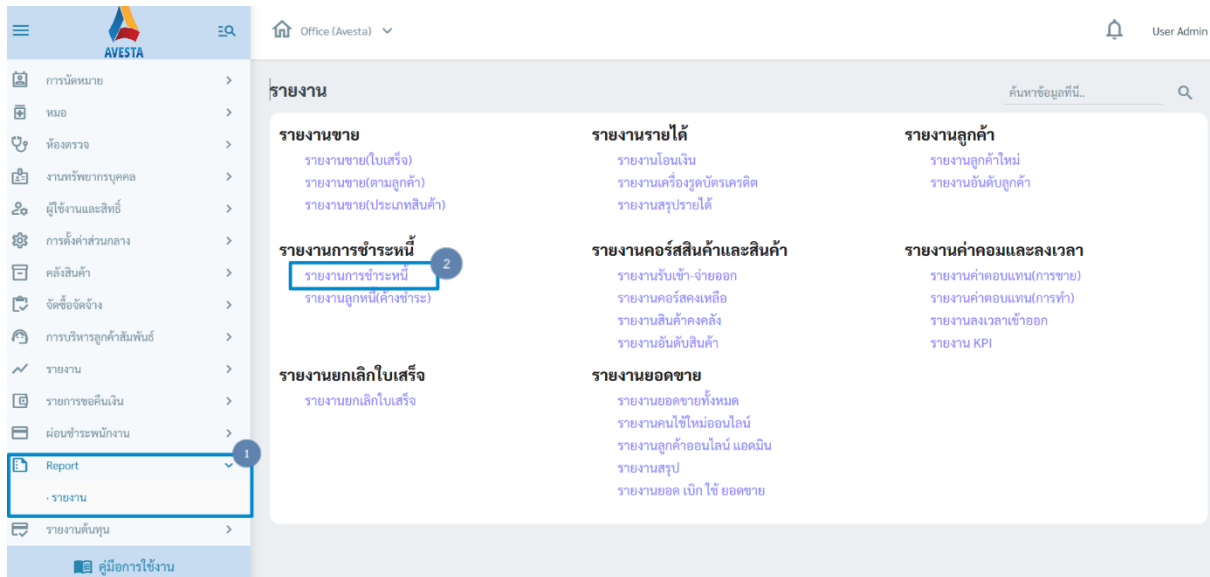 AVESTA
Office (Avesta)
User Admin
การนัดหมาย
หมอ
ห้องตรวจ
งานทรัพยากรบุคคล
ผู้ใช้งานและสิทธิ์
การตั้งค่าส่วนกลาง
คลังสินค้า
จัดซื้อจัดจ้าง
การบริหารลูกค้าสัมพันธ์
รายงาน
รายการขอคืนเงิน
ผ่อนชำระพนักงาน
1
Report
· รายงาน
รายงานต้นทุน
คู่มือการใช้งาน
รายงาน
ค้นหาข้อมูลที่นี่..
รายงานขาย
รายงานขาย(ใบเสร็จ)
รายงานขาย(ตามลูกค้า)
รายงานขาย(ประเภทสินค้า)
รายงานรายได้
รายงานโอนเงิน
รายงานเครื่องรูดบัตรเครดิต
รายงานสรุปรายได้
รายงานลูกค้า
รายงานลูกค้าใหม่
รายงานอันดับลูกค้า
รายงานการชำระหนี้
2
รายงานการชำระหนี้
รายงานลูกหนี้(ค้างชำระ)
รายงานคอร์สสินค้าและสินค้า
รายงานรับเข้า-จ่ายออก
รายงานคอร์สคงเหลือ
รายงานสินค้าคงคลัง
รายงานอันดับสินค้า
รายงานค่าคอมและลงเวลา
รายงานค่าตอบแทน(การขาย)
รายงานค่าตอบแทน(การทำ)
รายงานลงเวลาเข้าออก
รายงาน KPI
รายงานยกเลิกใบเสร็จ
รายงานยกเลิกใบเสร็จ
รายงานยอดขาย
รายงานยอดขายทั้งหมด
รายงานคนไข้ใหม่ออนไลน์
รายงานลูกค้าออนไลน์ แอดมิน
รายงานสรุป
รายงานยอด เบิก ใช้ ยอดขาย